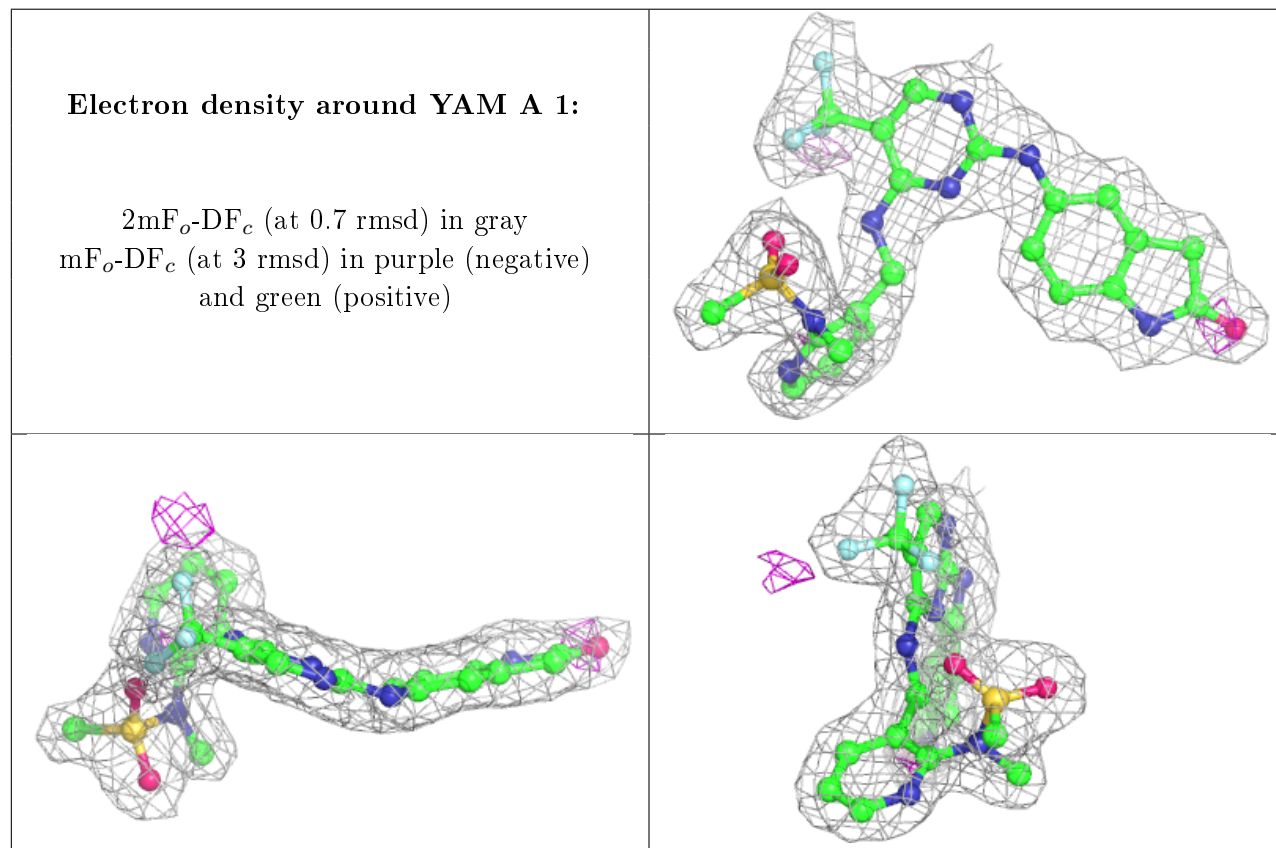 Electron density around YAM A 1:
2mFₒ-DF𝒸 (at 0.7 rmsd) in gray
mFₒ-DF𝒸 (at 3 rmsd) in purple (negative)
and green (positive)